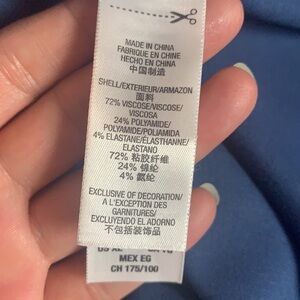 MADE IN CHINA
FABRIQUE EN CHINE
HECHO EN CHINA
中国制造
SHELL/EXTERIEUR/ARMAZON
面料
72% VISCOSE/VISCOSE/
VISCOSA
24% POLYAMIDE/
POLYAMIDE/POLIAMIDA
4% ELASTANE/ÉLASTHANNE/
ELASTANO
72% 粘胶纤维
24% 锦纶
4% 氨纶
EXCLUSIVE OF DECORATION/
A L'EXCEPTION DES
GARNITURES/
EXCLUYENDO EL ADORNO
不包括装饰品
US XL
MEX EG
CH 175/100